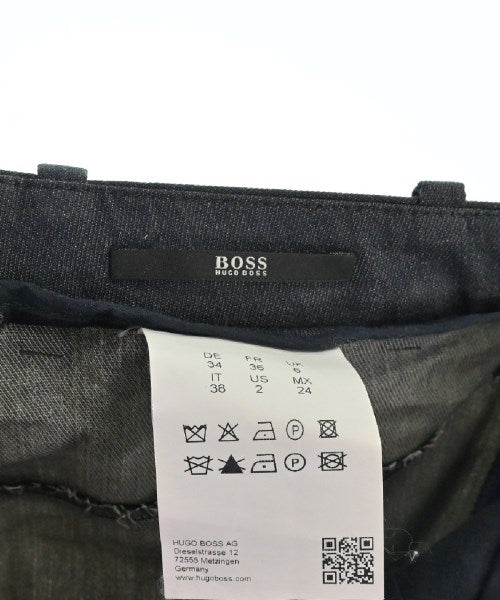 BOSS
HUGO BOSS
DE FR UK
34 36 6
IT US MX
38 2 24
HUGO BOSS AG
Dieselstrasse 12
72555 Metzingen
Germany
www.hugoboss.com